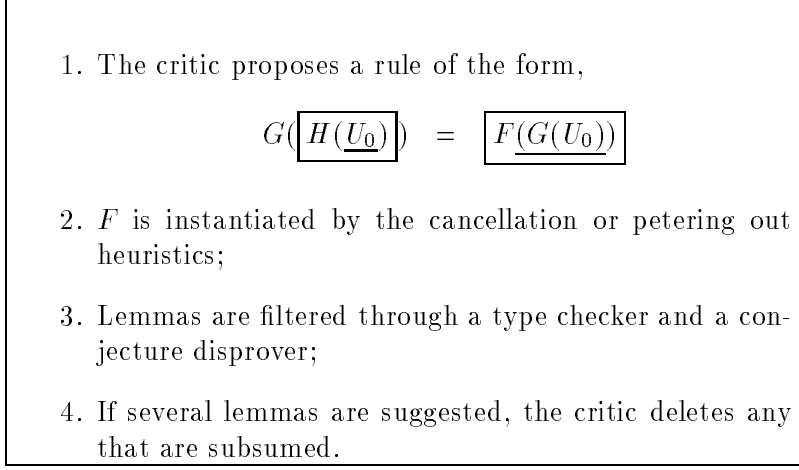 1. The critic proposes a rule of the form,
G(H(U₀)) = F(G(U₀))
2. F is instantiated by the cancellation or petering out
heuristics;
3. Lemmas are filtered through a type checker and a con-
jecture disprover;
4. If several lemmas are suggested, the critic deletes any
that are subsumed.